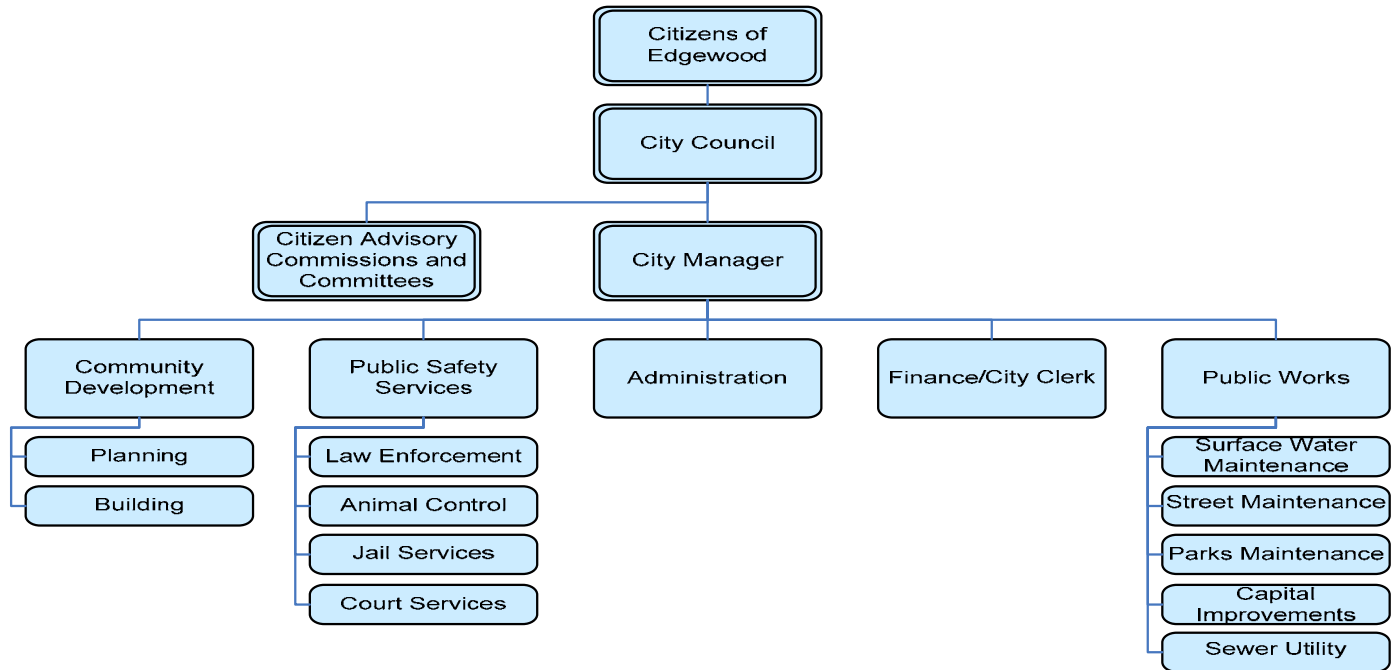 Citizens of
Edgewood
City Council
Citizen Advisory
Commissions and
Committees
City Manager
Community
Development
Public Safety
Services
Administration
Finance/City Clerk
Public Works
Planning
Building
Law Enforcement
Animal Control
Jail Services
Court Services
Surface Water
Maintenance
Street Maintenance
Parks Maintenance
Capital
Improvements
Sewer Utility